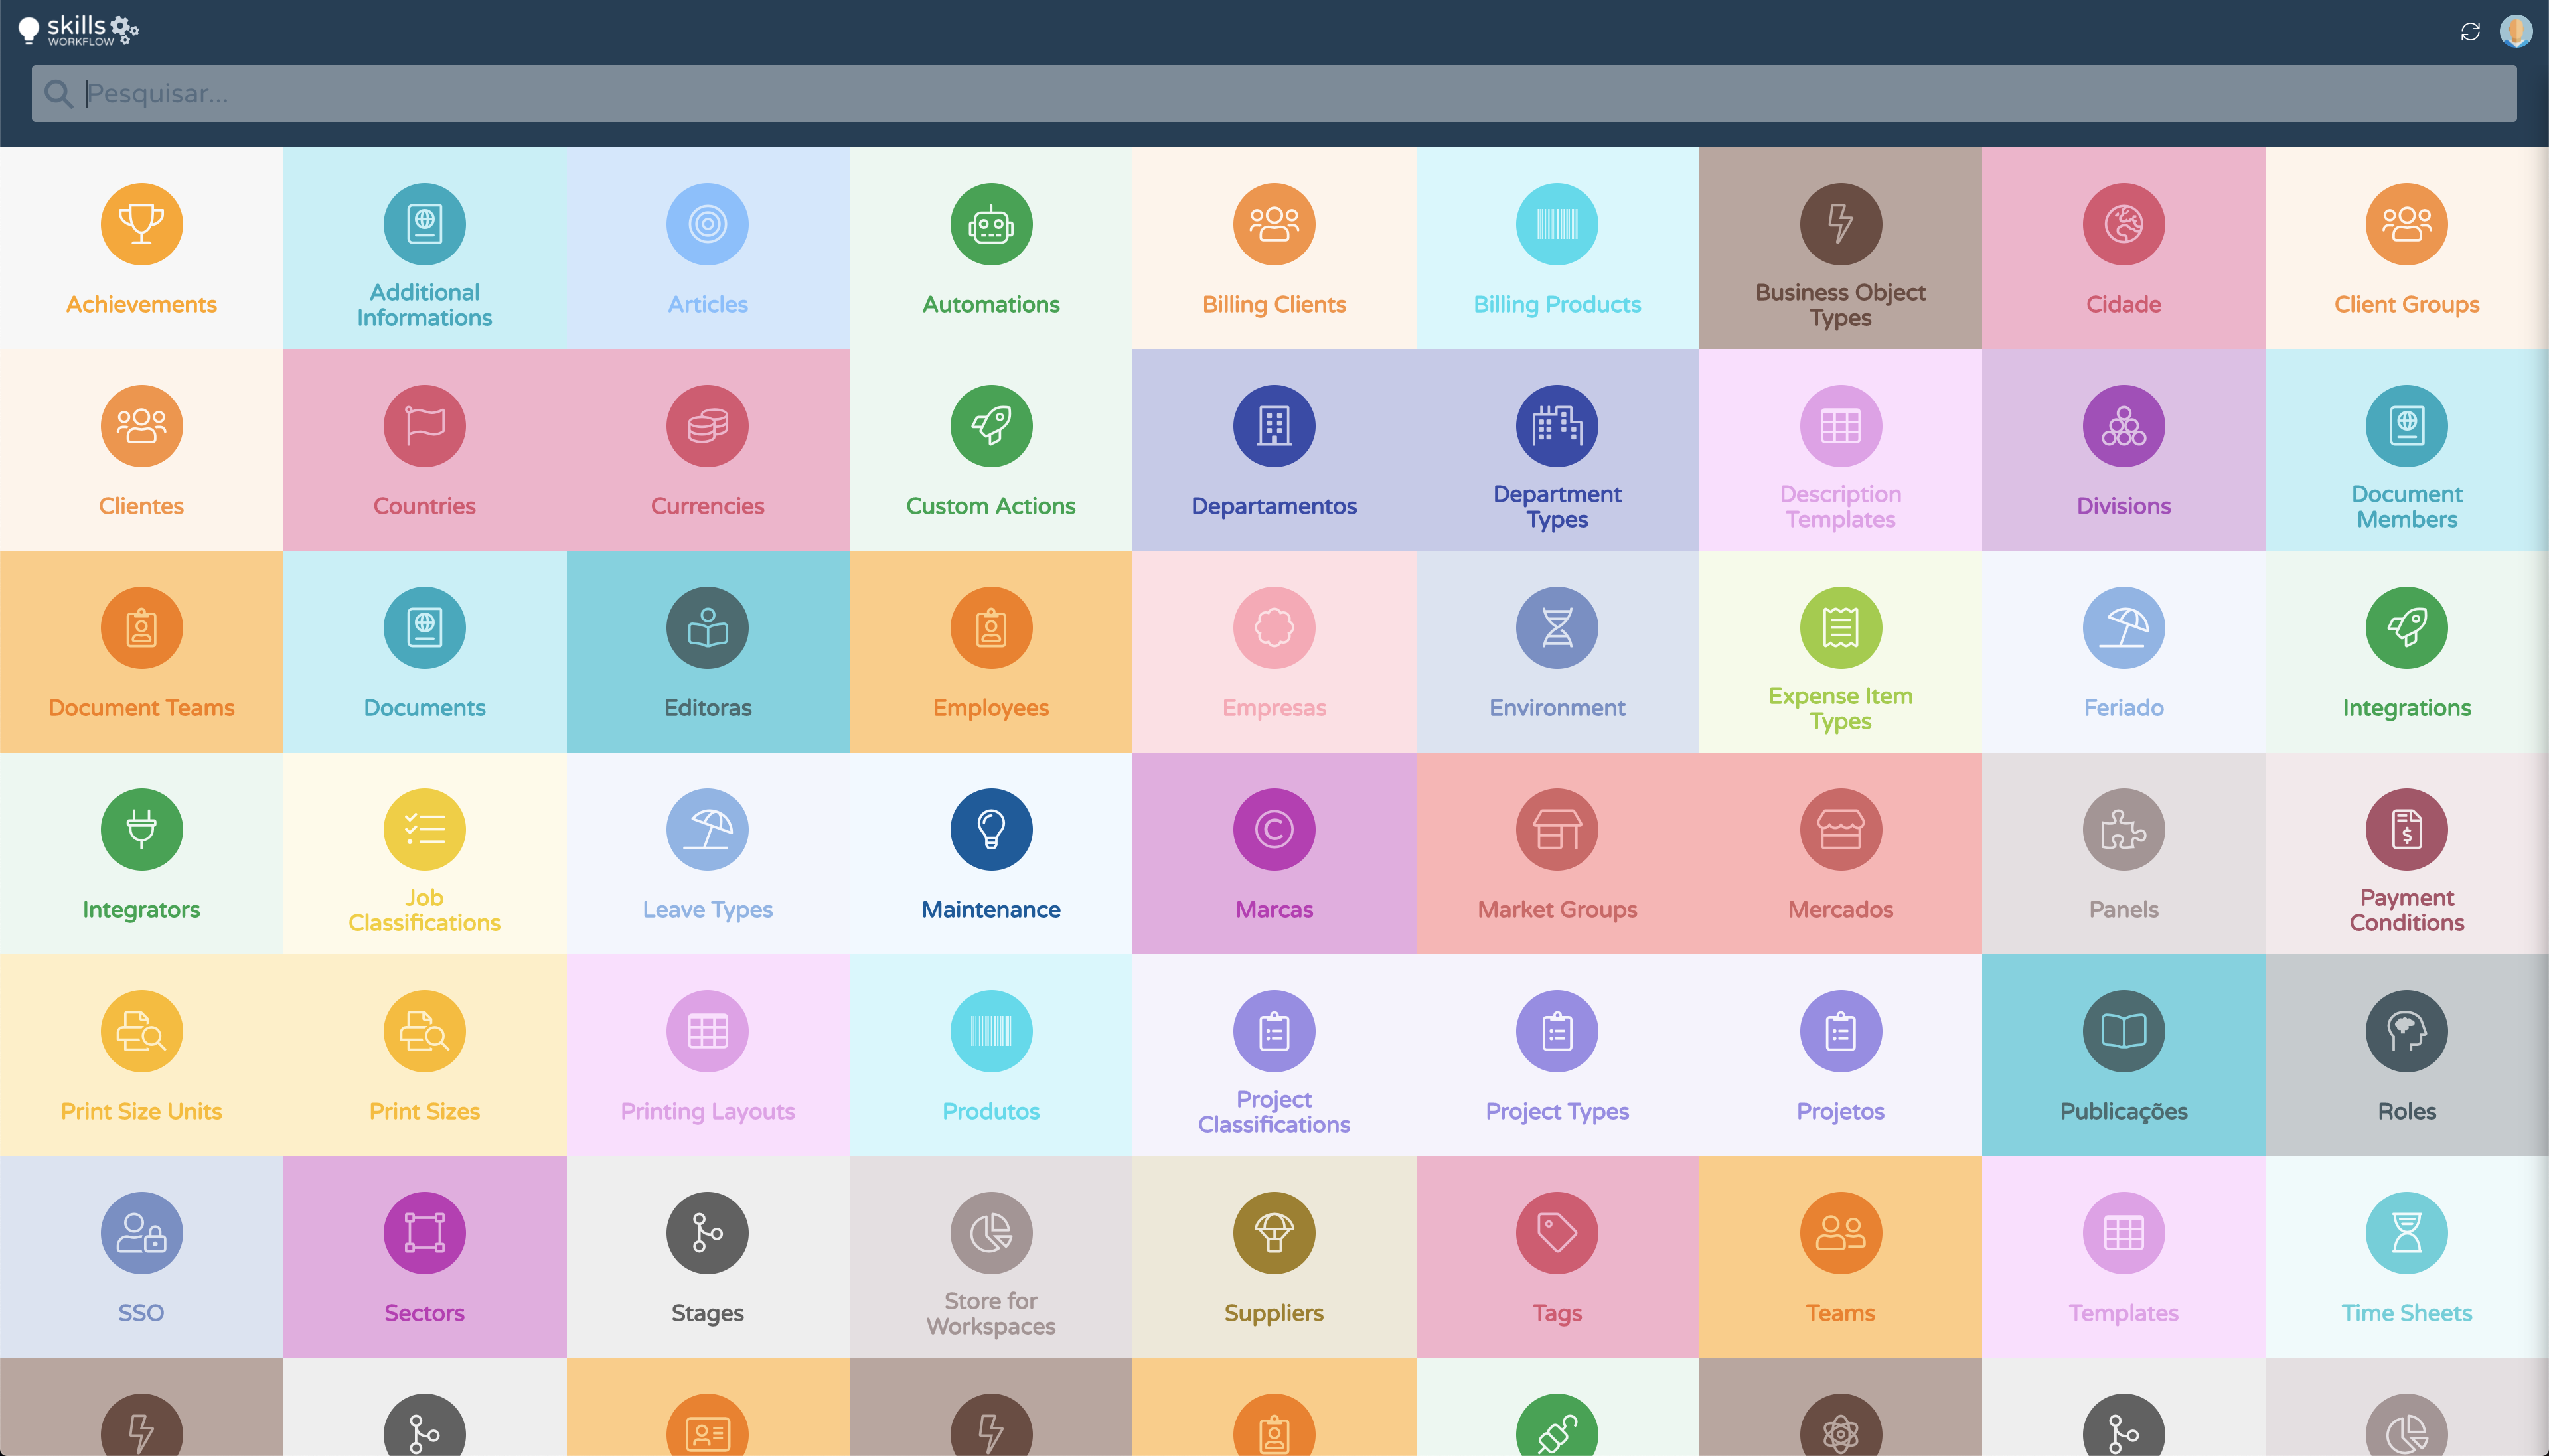 skills
WORKFLOW
Pesquisar...
Achievements
Additional
Informations
Articles
Automations
Billing Clients
Billing Products
Business Object
Types
Cidade
Client Groups
Clientes
Countries
Currencies
Custom Actions
Departamentos
Department
Types
Description
Templates
Divisions
Document
Members
Document Teams
Documents
Editoras
Employees
Empresas
Environment
Expense Item
Types
Feriado
Integrations
Integrators
Job
Classifications
Leave Types
Maintenance
Marcas
Market Groups
Mercados
Panels
Payment
Conditions
Print Size Units
Print Sizes
Printing Layouts
Produtos
Project
Classifications
Project Types
Projetos
Publicações
Roles
SSO
Sectors
Stages
Store for
Workspaces
Suppliers
Tags
Teams
Templates
Time Sheets